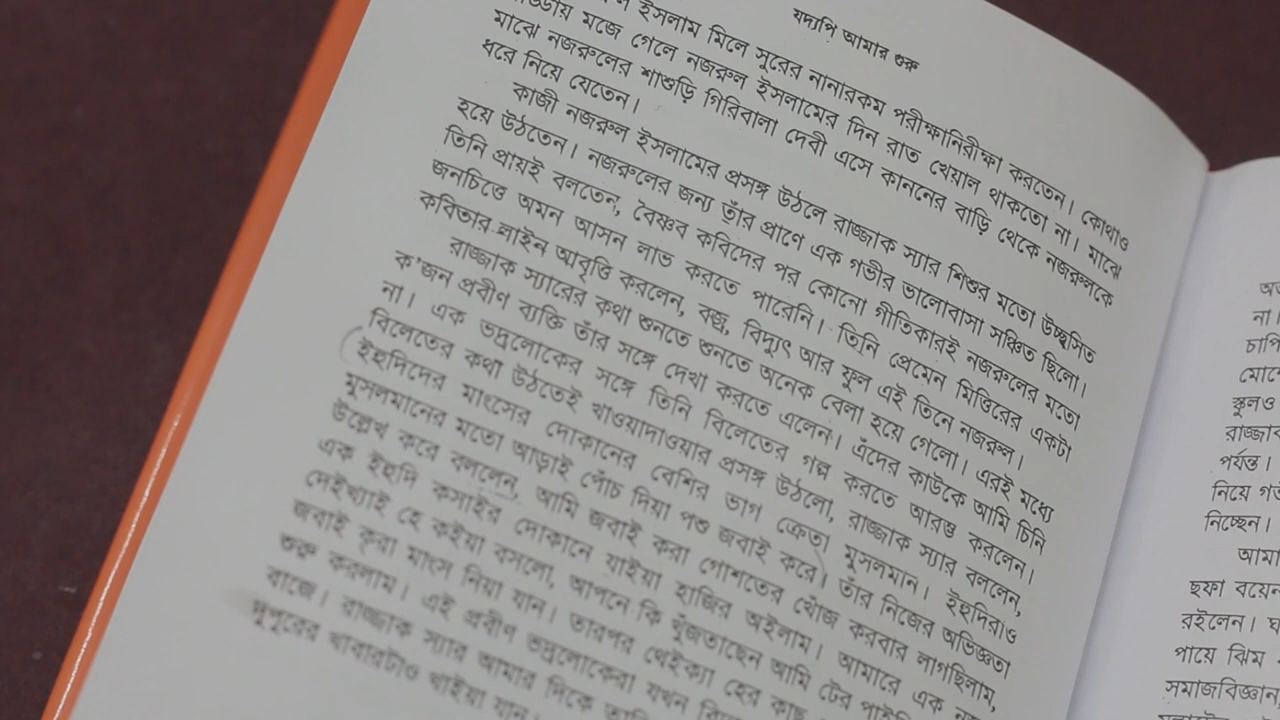 যদ্যপি আমার গুরু
ইসলাম মিলে সুরের নানারকম পরীক্ষানিরীক্ষা করতেন। কোথাও
মজে গেলে নজরুল ইসলামের দিন রাত খেয়াল থাকতো না। মাঝে
মাঝে নজরুলের শাশুড়ি গিরিবালা দেবী এসে কাননের বাড়ি থেকে নজরুলকে
ধরে নিয়ে যেতেন।
কাজী নজরুল ইসলামের প্রসঙ্গ উঠলে রাজ্জাক স্যার শিশুর মতো উচ্ছ্বসিত
হয়ে উঠতেন। নজরুলের জন্য তাঁর প্রাণে এক গভীর ভালোবাসা সঞ্চিত ছিলো।
তিনি প্রায়ই বলতেন, বৈষ্ণব কবিদের পর কোনো গীতিকারই নজরুলের মতো
জনচিত্তে অমন আসন লাভ করতে পারেনি। তিনি প্রেমেন মিত্তিরের একটা
কবিতার লাইন আবৃত্তি করলেন, বজ্র, বিদ্যুৎ আর ফুল এই তিনে নজরুল।
রাজ্জাক স্যারের কথা শুনতে শুনতে অনেক বেলা হয়ে গেলো। এরই মধ্যে
ক'জন প্রবীণ ব্যক্তি তাঁর সঙ্গে দেখা করতে এলেন। এঁদের কাউকে আমি চিনি
না। এক ভদ্রলোকের সঙ্গে তিনি বিলেতের গল্প করতে আরম্ভ করলেন।
বিলেতের কথা উঠতেই খাওয়াদাওয়ার প্রসঙ্গ উঠলো, রাজ্জাক স্যার বললেন,
ইহুদিদের মাংসের দোকানের বেশির ভাগ ক্রেতা মুসলমান। ইহুদিরাও
মুসলমানের মতো আড়াই পোঁচ দিয়া পশু জবাই করে। তাঁর নিজের অভিজ্ঞতা
উল্লেখ করে বললেন, আমি জবাই করা গোশতের খোঁজ করবার লাগছিলাম,
এক ইহুদি কসাইর দোকানে যাইয়া হাজির অইলাম। আমারে এক
দেইখ্যাই হে কইয়া বসলো, আপনে কি খুঁজতাছেন আমি টের
জবাই করা মাংস নিয়া যান। তারপর থেইক্যা হের কাছ
শুরু করলাম। এই প্রবীণ ভদ্রলোকেরা যখন
বাজে। রাজ্জাক স্যার আমার দিকে
দুপুরের খাবারটাও খাইয়া যান।
না।
স্কুলও
পর্যন্ত।
নিয়ে
নিচ্ছেন।
ছফা
রইলেন।
পায়ে ঝিম
সমাজবিজ্ঞান,